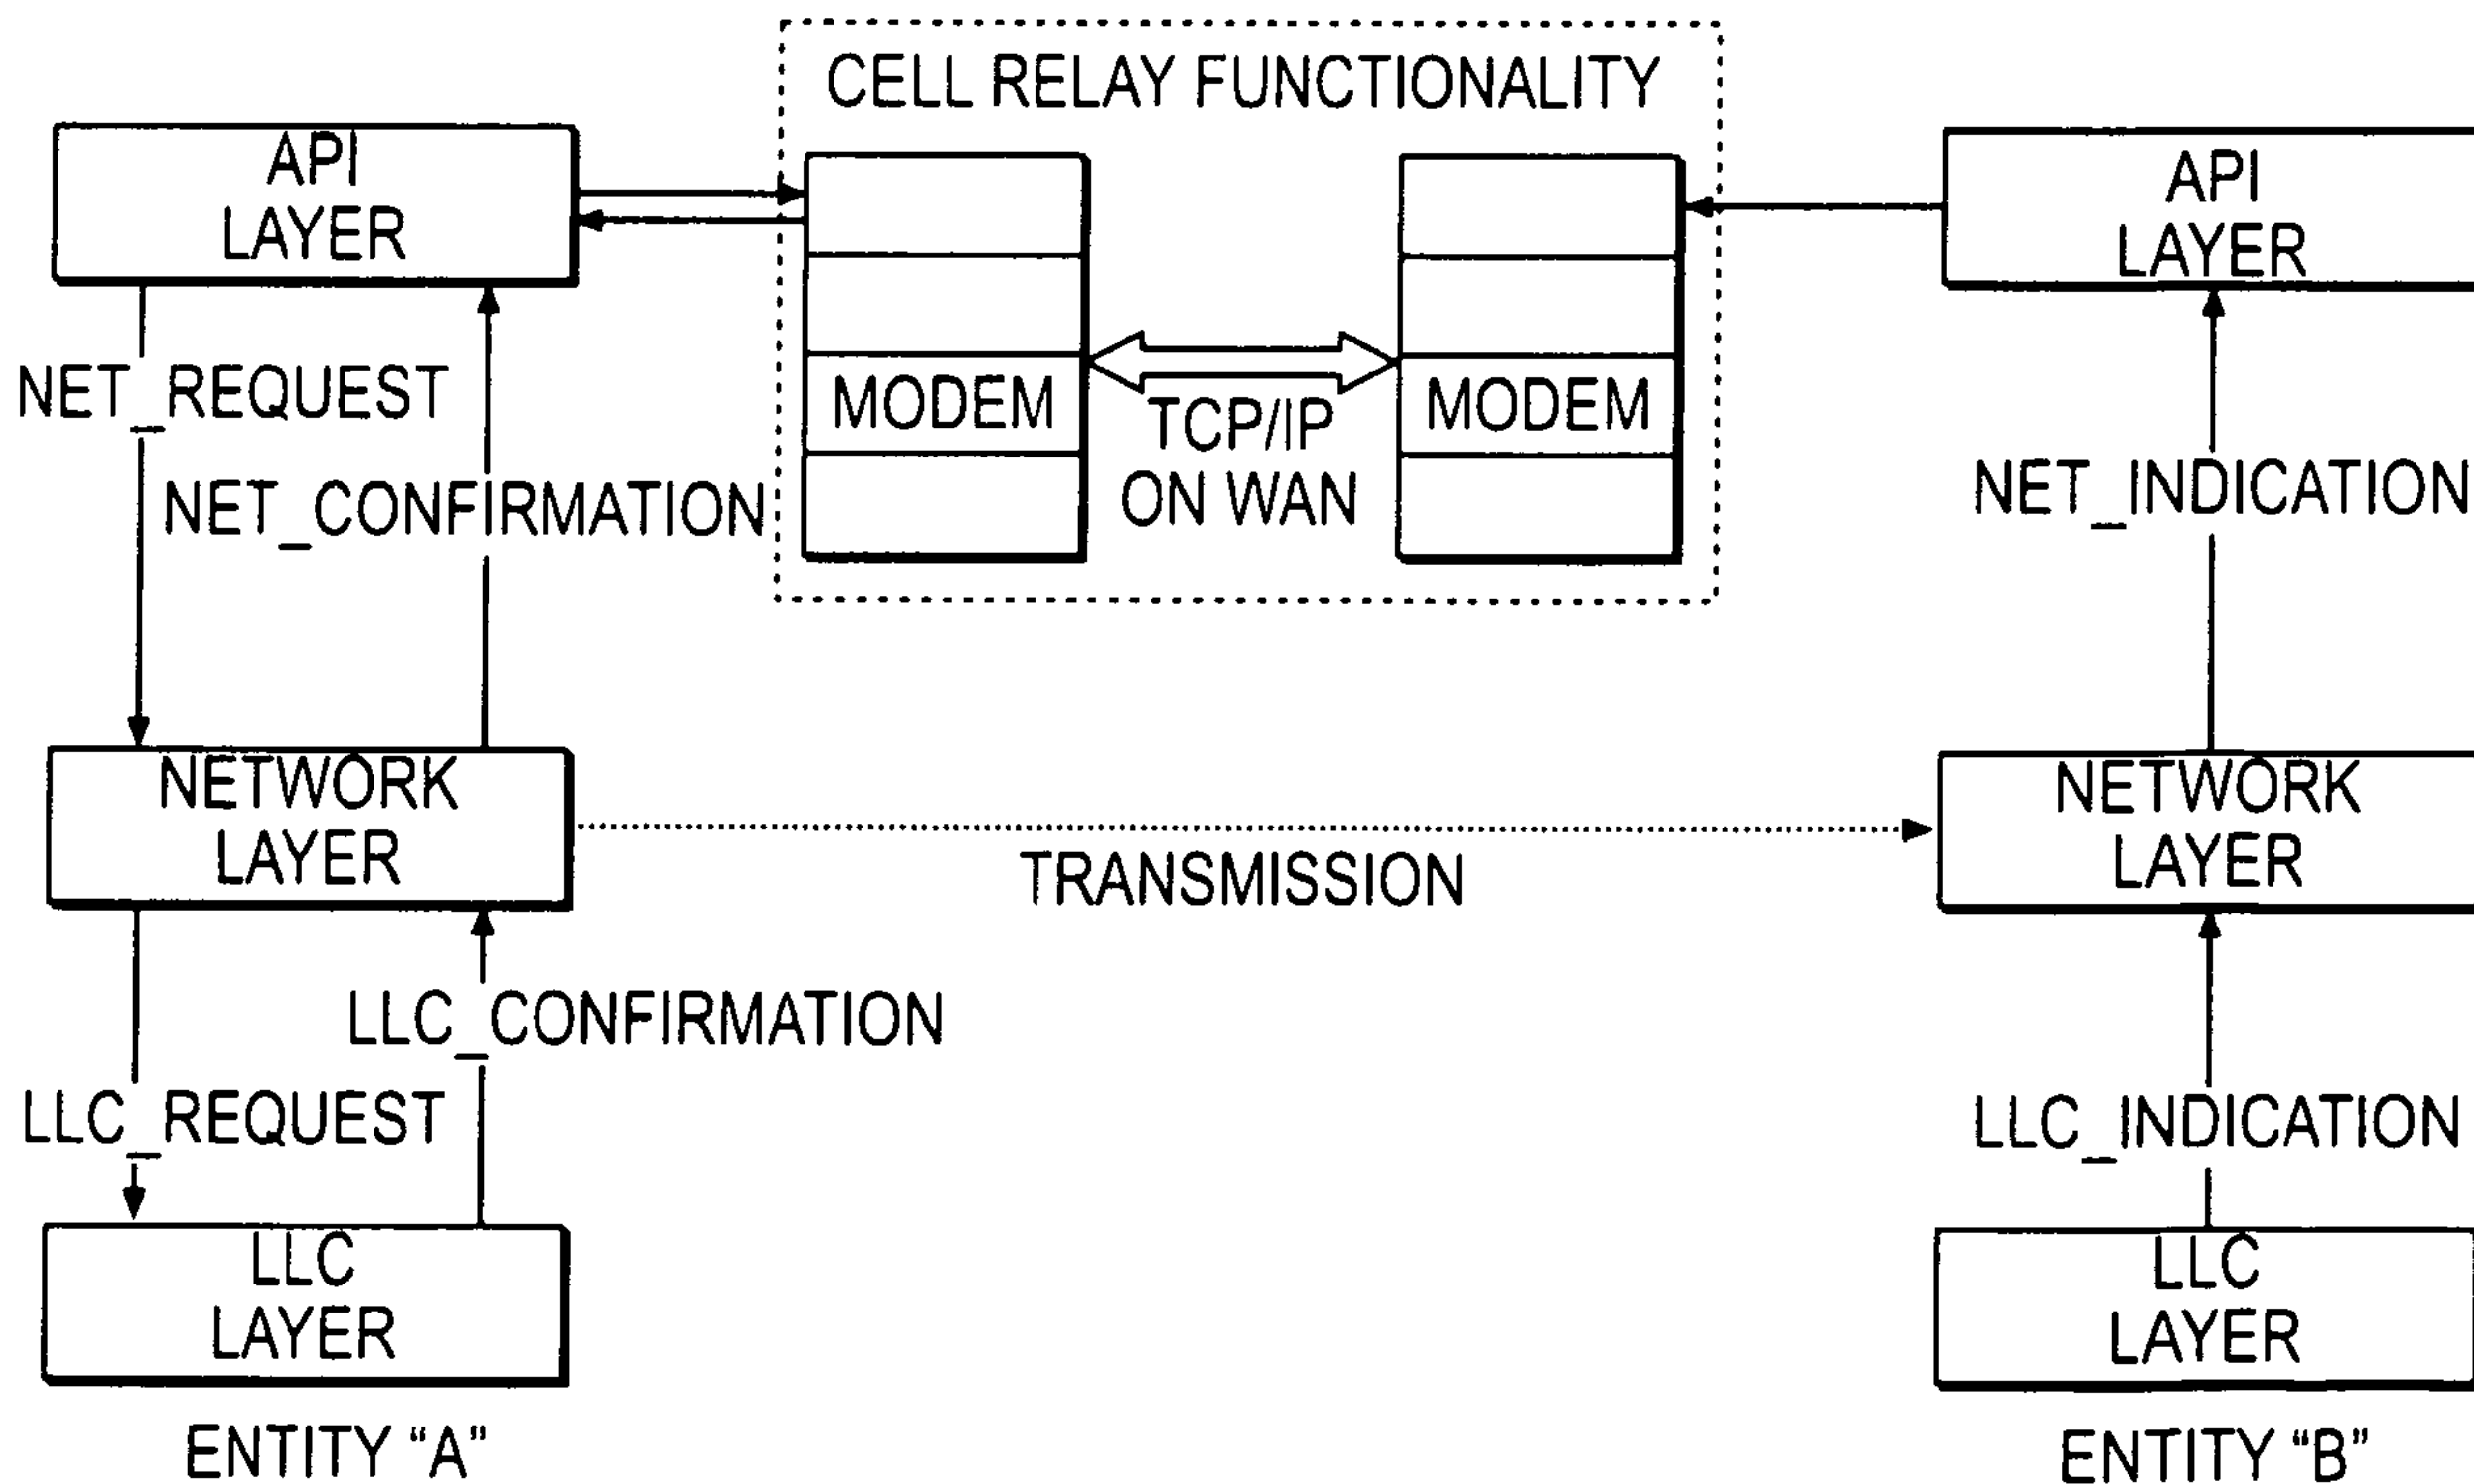 CELL RELAY FUNCTIONALITY
API
LAYER
API
LAYER
MODEM
MODEM
TCP/IP
ON WAN
NET_REQUEST
NET_CONFIRMATION
NET_INDICATION
NETWORK
LAYER
NETWORK
LAYER
TRANSMISSION
LLC_CONFIRMATION
LLC_REQUEST
LLC_INDICATION
LLC
LAYER
LLC
LAYER
ENTITY “A”
ENTITY “B”